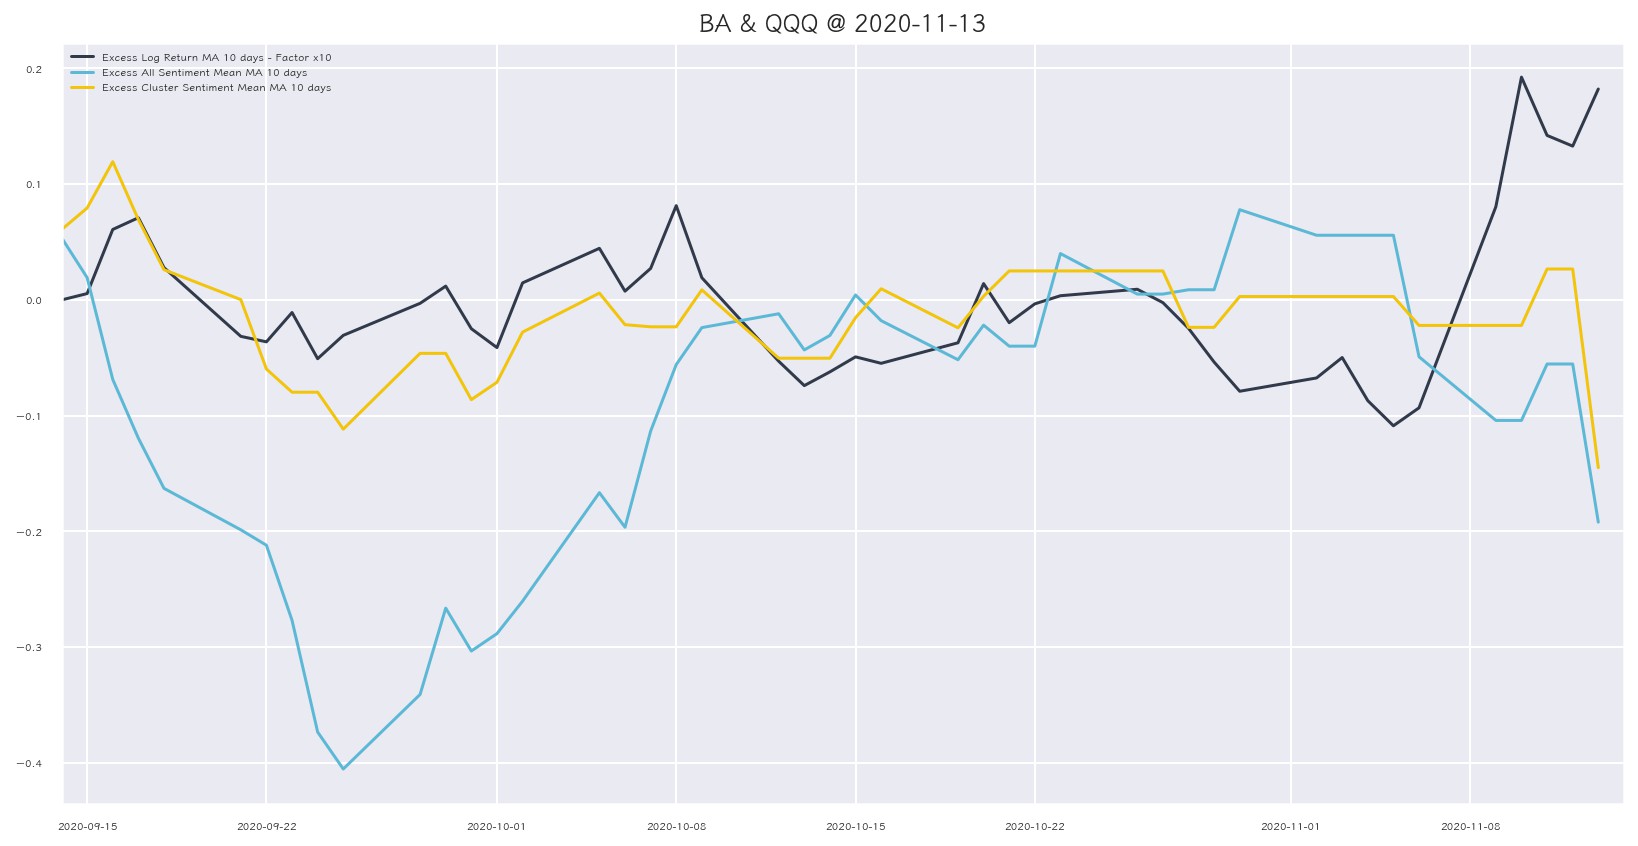 BA & QQQ @ 2020-11-13
Excess Log Return MA 10 days - Factor x10
Excess All Sentiment Mean MA 10 days
Excess Cluster Sentiment Mean MA 10 days
0.2
0.1
0.0
−0.1
−0.2
−0.3
−0.4
2020-09-15 2020-09-22 2020-10-01 2020-10-08 2020-10-15 2020-10-22 2020-11-01 2020-11-08